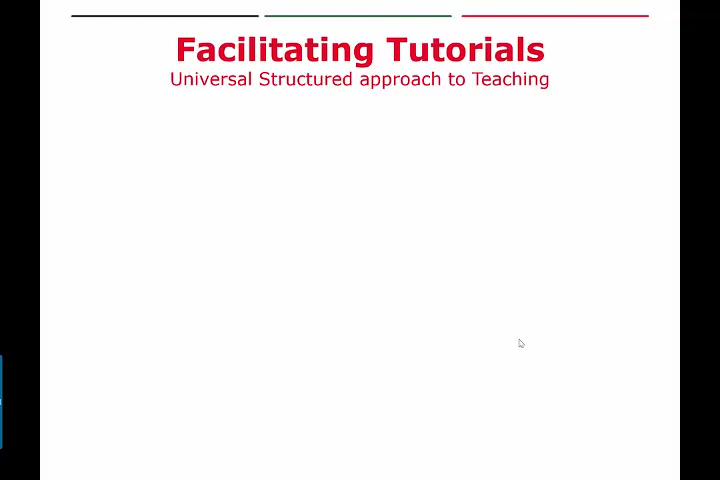 Facilitating Tutorials
Universal Structured approach to Teaching